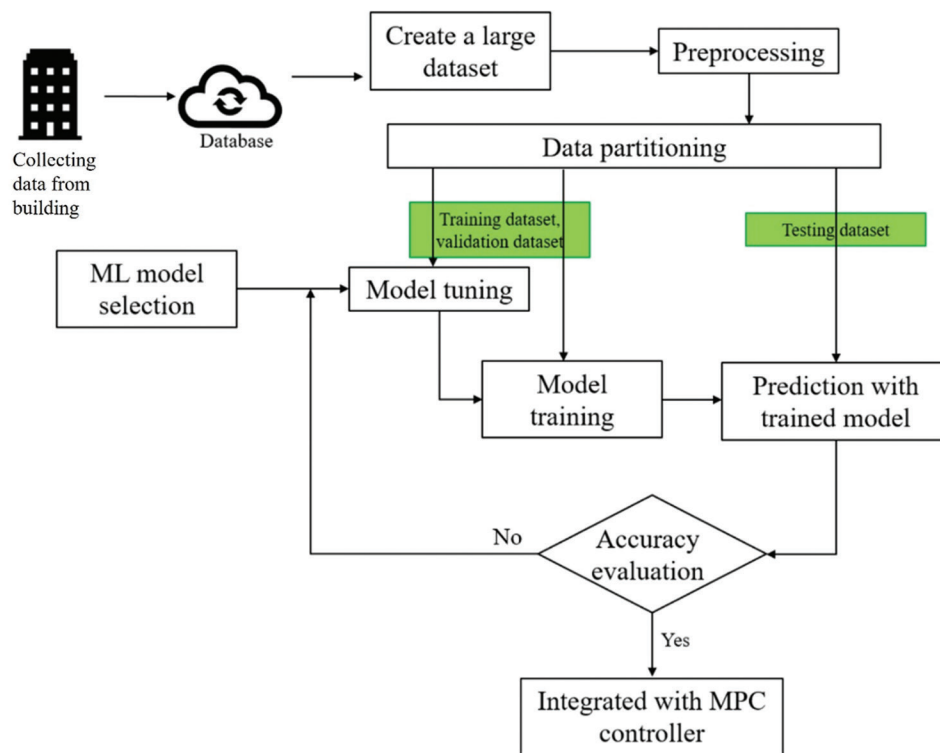 Create a large
dataset
Preprocessing
Database
Collecting
data from
building
Data partitioning
Training dataset,
validation dataset
Testing dataset
ML model
selection
Model tuning
Model
training
Prediction with
trained model
No
Accuracy
evaluation
Yes
Integrated with MPC
controller